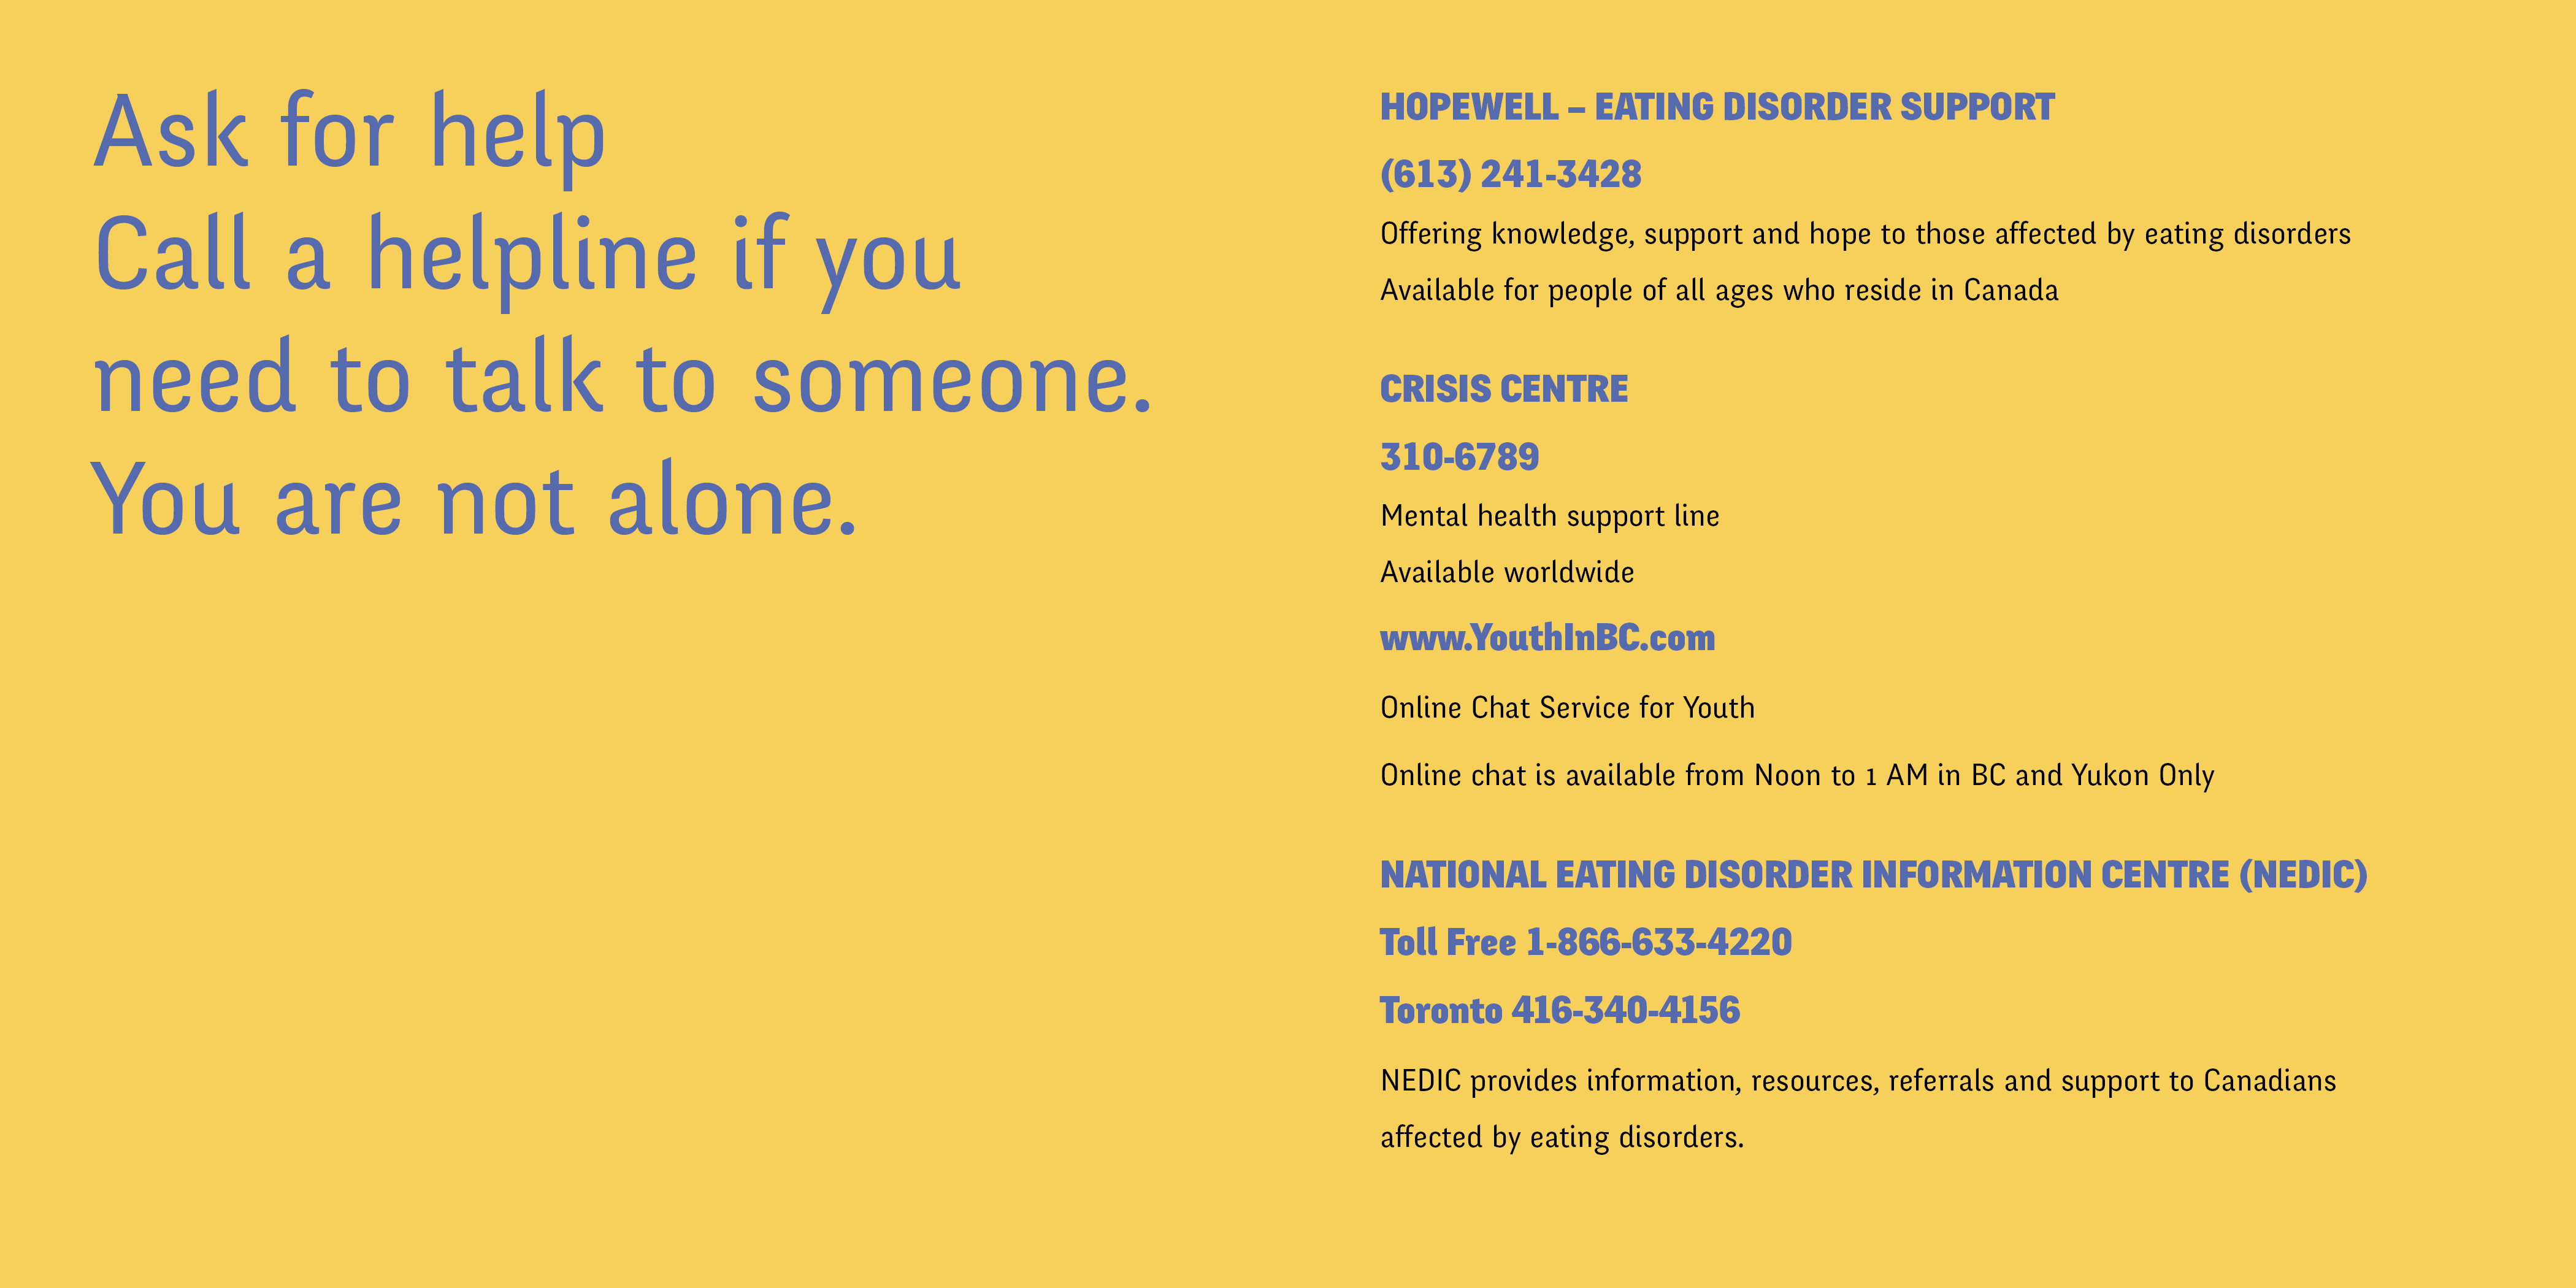 Ask for help
Call a helpline if you
need to talk to someone.
You are not alone.
HOPEWELL – EATING DISORDER SUPPORT
(613) 241-3428
Offering knowledge, support and hope to those affected by eating disorders
Available for people of all ages who reside in Canada
CRISIS CENTRE
310-6789
Mental health support line
Available worldwide
www.YouthInBC.com
Online Chat Service for Youth
Online chat is available from Noon to 1 AM in BC and Yukon Only
NATIONAL EATING DISORDER INFORMATION CENTRE (NEDIC)
Toll Free 1-866-633-4220
Toronto 416-340-4156
NEDIC provides information, resources, referrals and support to Canadians
affected by eating disorders.